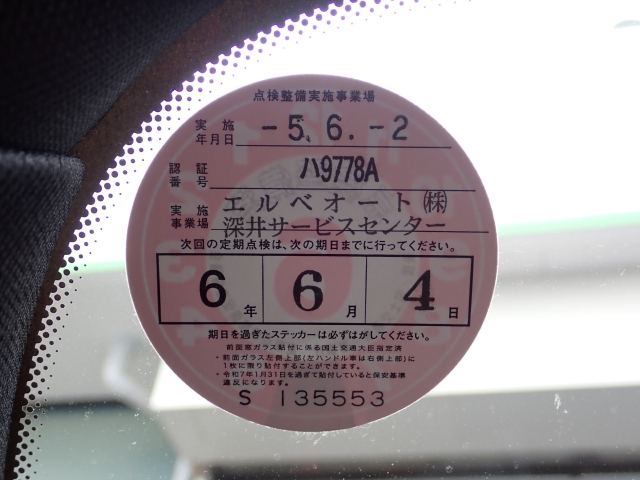 点検整備実施事業場
実施年月日 -5.6.-2
認証番号 ハ9778A
実施事業場 エルベオート㈱
深井サービスセンター
次回の定期点検は、次の期日までに行ってください。
6年 6月 4日
期日を過ぎたステッカーは必ずはがしてください。
前面窓ガラス貼付に係る国土交通大臣指定済
・前面ガラス左側上部(左ハンドル車は右側上部)に
1枚に限り貼付することができます。
・令和7年1月31日を過ぎて貼付していると保安基準
違反になります。
S 135553